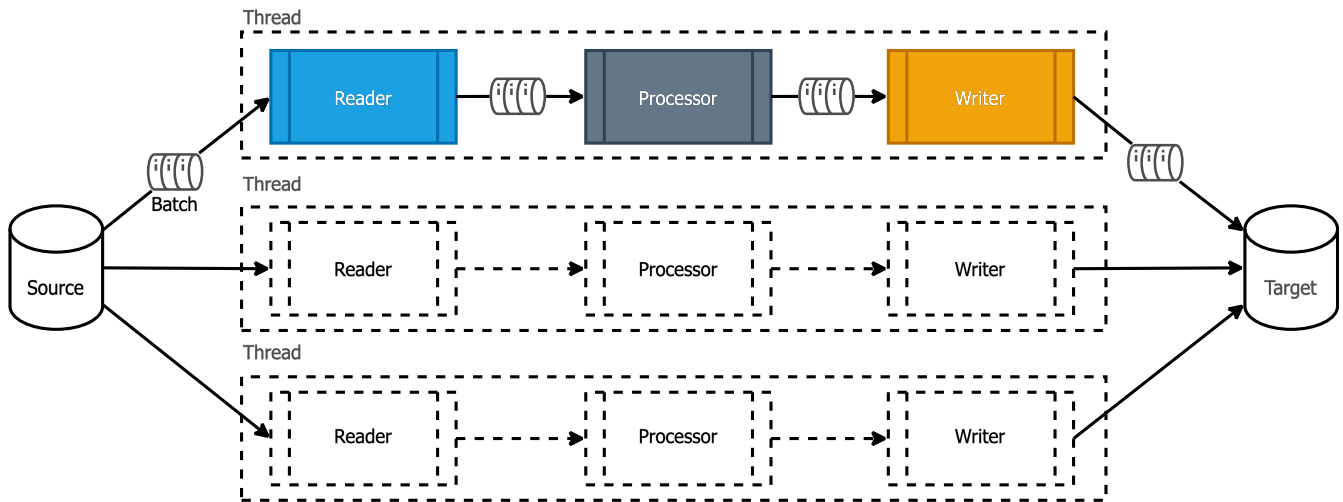 Thread
Reader
Processor
Writer
i i i
i i i
i i i
Batch
i i i
Thread
Source
Reader
Processor
Writer
Target
Thread
Reader
Processor
Writer